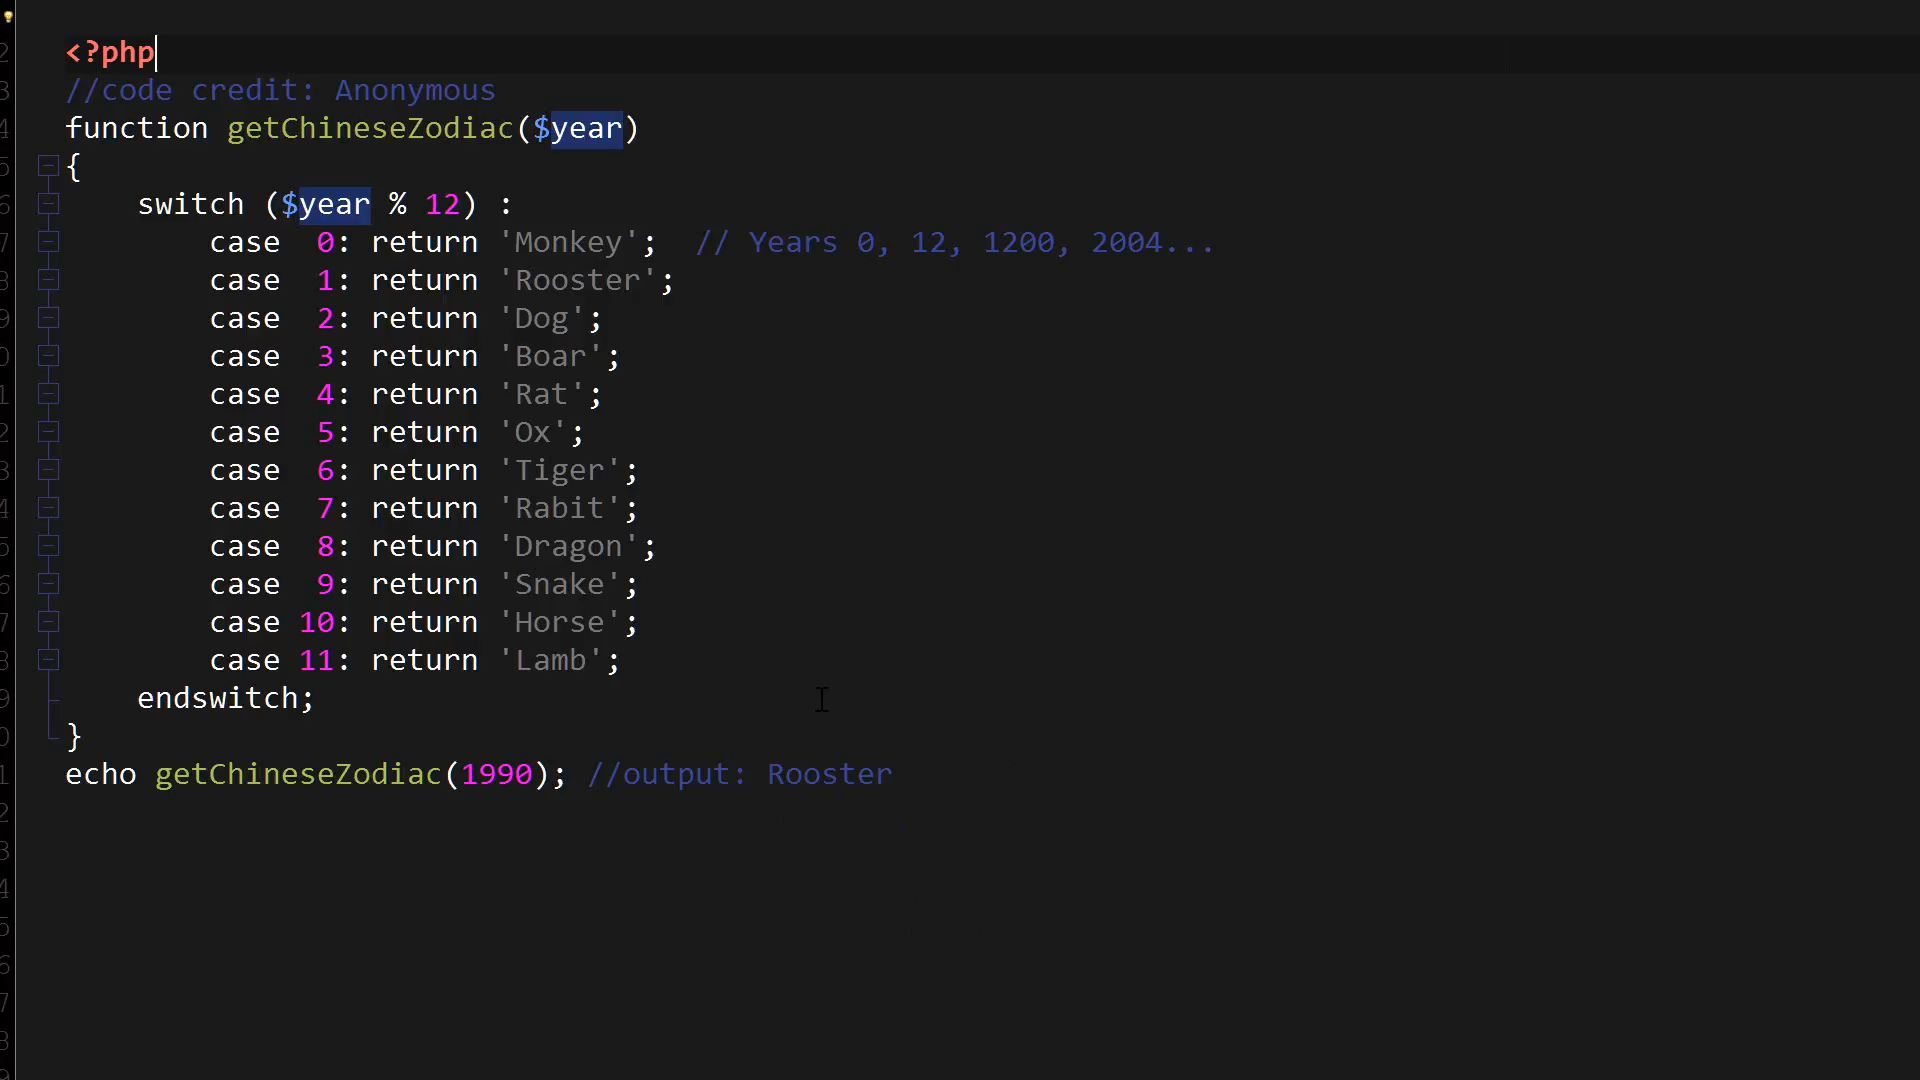 <?php
//code credit: Anonymous
function getChineseZodiac($year)
{
    switch ($year % 12) :
        case  0: return 'Monkey';  // Years 0, 12, 1200, 2004...
        case  1: return 'Rooster';
        case  2: return 'Dog';
        case  3: return 'Boar';
        case  4: return 'Rat';
        case  5: return 'Ox';
        case  6: return 'Tiger';
        case  7: return 'Rabit';
        case  8: return 'Dragon';
        case  9: return 'Snake';
        case 10: return 'Horse';
        case 11: return 'Lamb';
    endswitch;
}
echo getChineseZodiac(1990); //output: Rooster